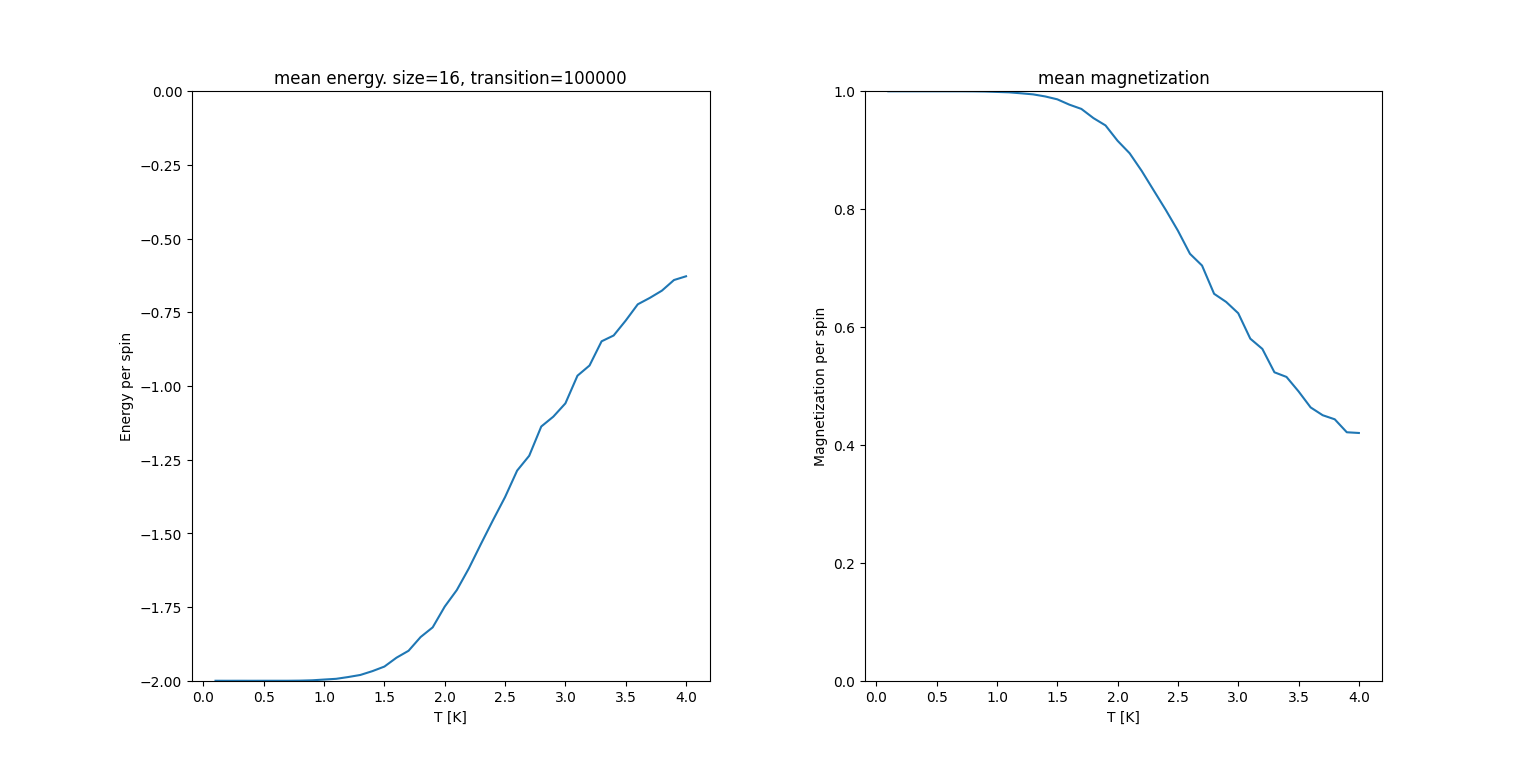 mean energy. size=16, transition=100000
0.00
−0.25
−0.50
−0.75
−1.00
−1.25
−1.50
−1.75
−2.00
Energy per spin
0.0 0.5 1.0 1.5 2.0 2.5 3.0 3.5 4.0
T [K]
mean magnetization
1.0
0.8
0.6
0.4
0.2
0.0
Magnetization per spin
0.0 0.5 1.0 1.5 2.0 2.5 3.0 3.5 4.0
T [K]